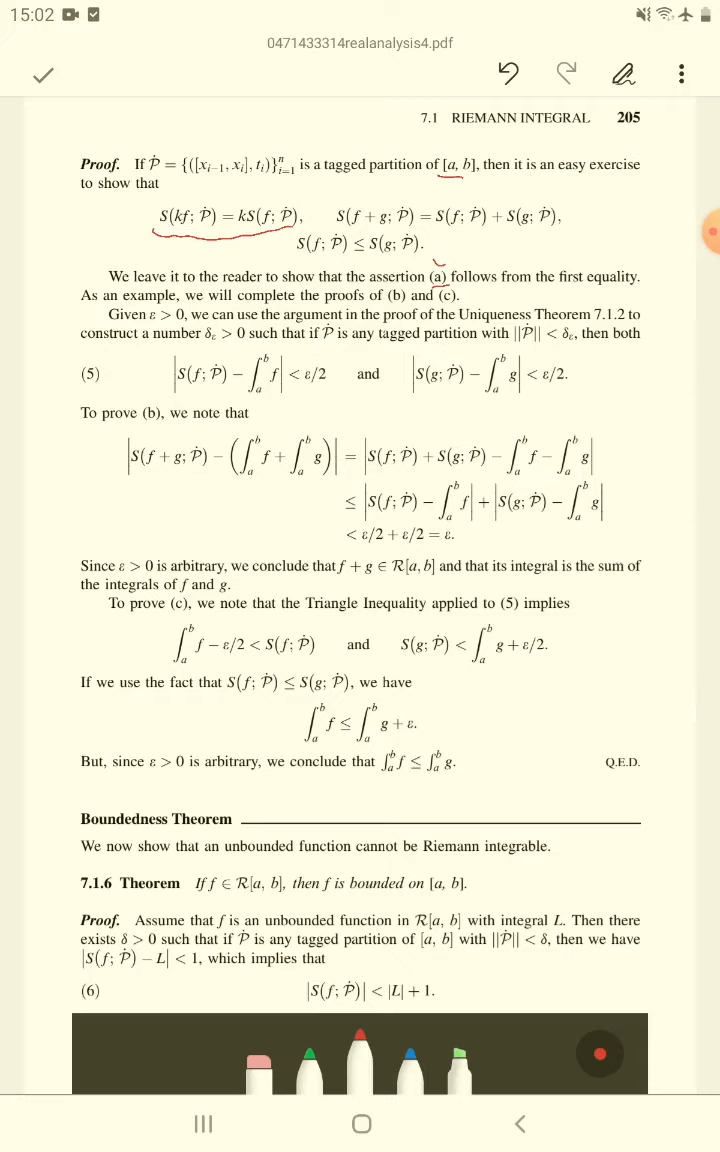 15:02
0471433314realanalysis4.pdf
7.1 RIEMANN INTEGRAL 205
Proof. If Ṗ = {([xᵢ₋₁, xᵢ], tᵢ)}ⁿᵢ₌₁ is a tagged partition of [a, b], then it is an easy exercise
to show that
S(kf; Ṗ) = kS(f; Ṗ), S(f + g; Ṗ) = S(f; Ṗ) + S(g; Ṗ),
S(f; Ṗ) ≤ S(g; Ṗ).
We leave it to the reader to show that the assertion (a) follows from the first equality.
As an example, we will complete the proofs of (b) and (c).
Given ε > 0, we can use the argument in the proof of the Uniqueness Theorem 7.1.2 to
construct a number δ_ε > 0 such that if Ṗ is any tagged partition with ||Ṗ|| < δ_ε, then both
(5) |S(f; Ṗ) − ∫_a^b f| < ε/2 and |S(g; Ṗ) − ∫_a^b g| < ε/2.
To prove (b), we note that
|S(f + g; Ṗ) − (∫_a^b f + ∫_a^b g)| = |S(f; Ṗ) + S(g; Ṗ) − ∫_a^b f − ∫_a^b g|
≤ |S(f; Ṗ) − ∫_a^b f| + |S(g; Ṗ) − ∫_a^b g|
< ε/2 + ε/2 = ε.
Since ε > 0 is arbitrary, we conclude that f + g ∈ R[a, b] and that its integral is the sum of
the integrals of f and g.
To prove (c), we note that the Triangle Inequality applied to (5) implies
∫_a^b f − ε/2 < S(f; Ṗ) and S(g; Ṗ) < ∫_a^b g + ε/2.
If we use the fact that S(f; Ṗ) ≤ S(g; Ṗ), we have
∫_a^b f ≤ ∫_a^b g + ε.
But, since ε > 0 is arbitrary, we conclude that ∫_a^b f ≤ ∫_a^b g. Q.E.D.
Boundedness Theorem
We now show that an unbounded function cannot be Riemann integrable.
7.1.6 Theorem If f ∈ R[a, b], then f is bounded on [a, b].
Proof. Assume that f is an unbounded function in R[a, b] with integral L. Then there
exists δ > 0 such that if Ṗ is any tagged partition of [a, b] with ||Ṗ|| < δ, then we have
|S(f; Ṗ) − L| < 1, which implies that
(6) |S(f; Ṗ)| < |L| + 1.